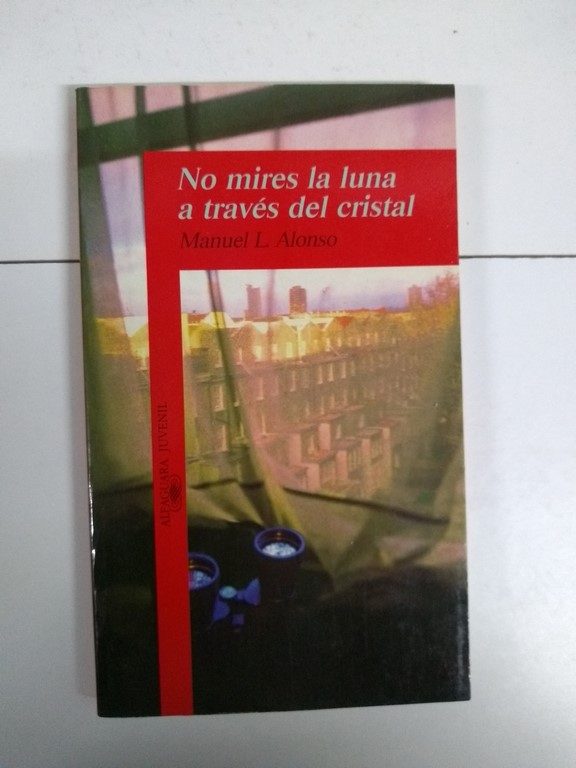 No mires la luna
a través del cristal
Manuel L. Alonso
ALFAGUARA JUVENIL